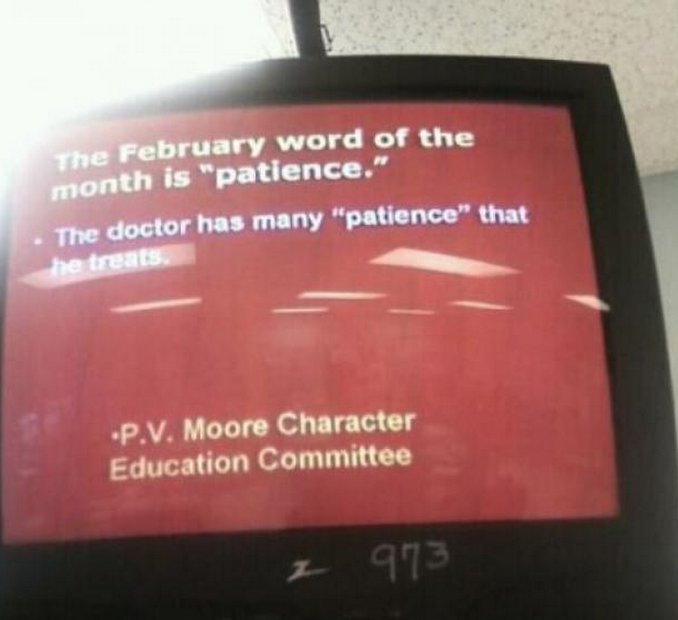 The February word of the
month is "patience."
• The doctor has many "patience" that
he treats.
•P.V. Moore Character
Education Committee
Z 973